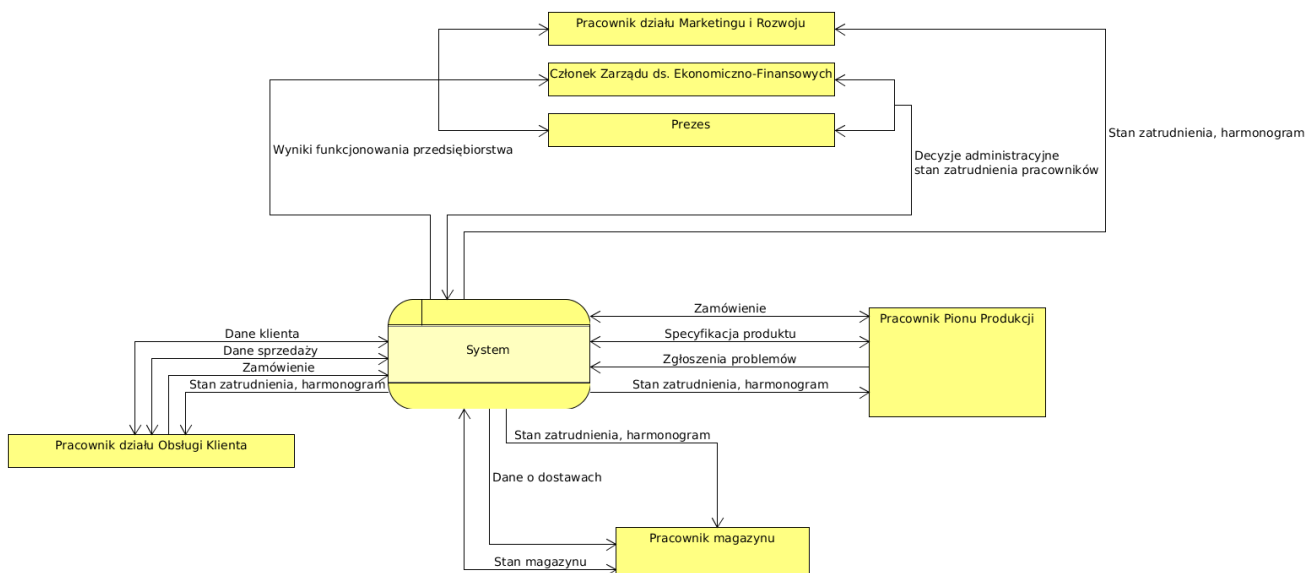 Pracownik działu Marketingu i Rozwoju
Członek Zarządu ds. Ekonomiczno-Finansowych
Prezes
Stan zatrudnienia, harmonogram
Wyniki funkcjonowania przedsiębiorstwa
Decyzje administracyjne
stan zatrudnienia pracowników
Zamówienie
Pracownik Pionu Produkcji
Dane klienta
Specyfikacja produktu
System
Dane sprzedaży
Zgłoszenia problemów
Zamówienie
Stan zatrudnienia, harmonogram
Stan zatrudnienia, harmonogram
Pracownik działu Obsługi Klienta
Stan zatrudnienia, harmonogram
Dane o dostawach
Pracownik magazynu
Stan magazynu